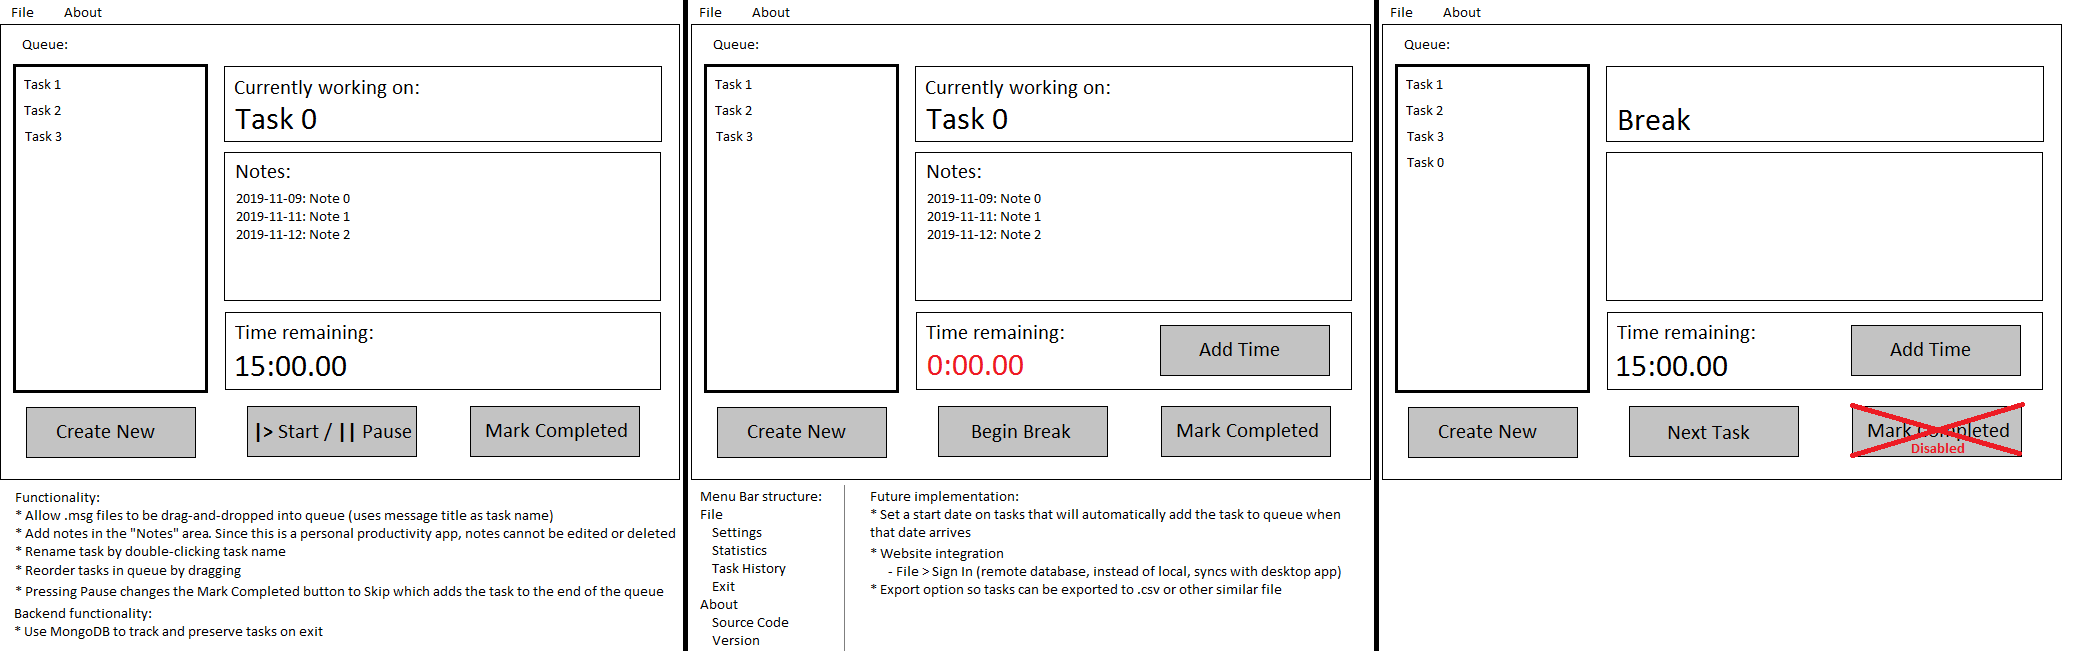 File About
Queue:
Task 1
Task 2
Task 3
Currently working on:
Task 0
Notes:
2019-11-09: Note 0
2019-11-11: Note 1
2019-11-12: Note 2
Time remaining:
15:00.00
Create New
|> Start / || Pause
Mark Completed
Functionality:
* Allow .msg files to be drag-and-dropped into queue (uses message title as task name)
* Add notes in the "Notes" area. Since this is a personal productivity app, notes cannot be edited or deleted
* Rename task by double-clicking task name
* Reorder tasks in queue by dragging
* Pressing Pause changes the Mark Completed button to Skip which adds the task to the end of the queue
Backend functionality:
* Use MongoDB to track and preserve tasks on exit
File About
Queue:
Task 1
Task 2
Task 3
Currently working on:
Task 0
Notes:
2019-11-09: Note 0
2019-11-11: Note 1
2019-11-12: Note 2
Time remaining:
0:00.00
Add Time
Create New
Begin Break
Mark Completed
Menu Bar structure:
File
Settings
Statistics
Task History
Exit
About
Source Code
Version
Future implementation:
* Set a start date on tasks that will automatically add the task to queue when
that date arrives
* Website integration
- File > Sign In (remote database, instead of local, syncs with desktop app)
* Export option so tasks can be exported to .csv or other similar file
File About
Queue:
Task 1
Task 2
Task 3
Task 0
Break
Time remaining:
15:00.00
Add Time
Create New
Next Task
Mark Completed
Disabled